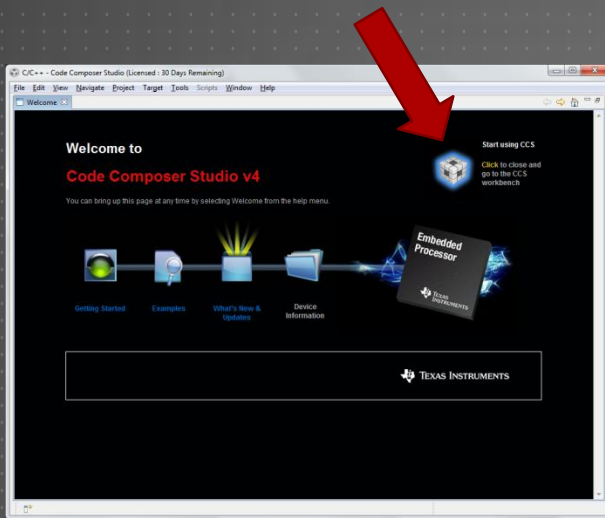 C/C++ - Code Composer Studio (Licensed : 30 Days Remaining)
File Edit View Navigate Project Target Tools Scripts Window Help
Welcome
Welcome to
Code Composer Studio v4
You can bring up this page at any time by selecting Welcome from the help menu.
Start using CCS
Click to close and
go to the CCS
workbench
Embedded
Processor
TEXAS
INSTRUMENTS
Getting Started
Examples
What's New &
Updates
Device
Information
TEXAS INSTRUMENTS